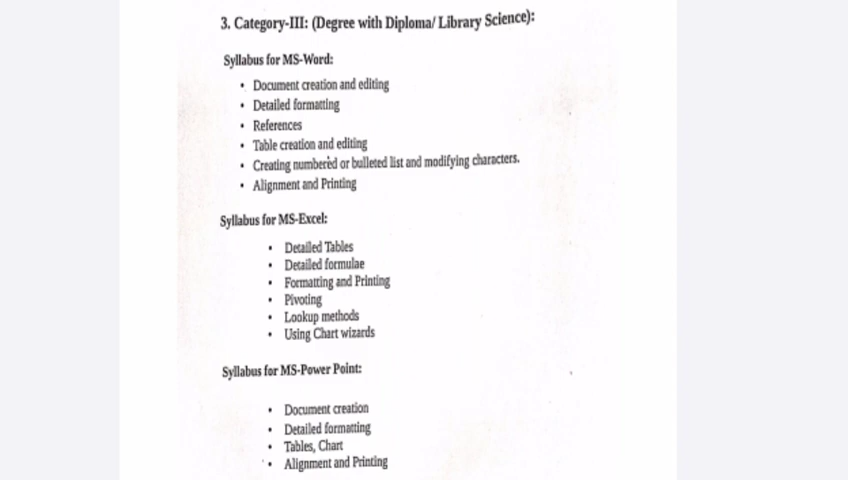 3. Category-III: (Degree with Diploma/ Library Science):
Syllabus for MS-Word:
• Document creation and editing
• Detailed formatting
• References
• Table creation and editing
• Creating numbered or bulleted list and modifying characters.
• Alignment and Printing
Syllabus for MS-Excel:
• Detailed Tables
• Detailed formulae
• Formatting and Printing
• Pivoting
• Lookup methods
• Using Chart wizards
Syllabus for MS-Power Point:
• Document creation
• Detailed formatting
• Tables, Chart
• Alignment and Printing